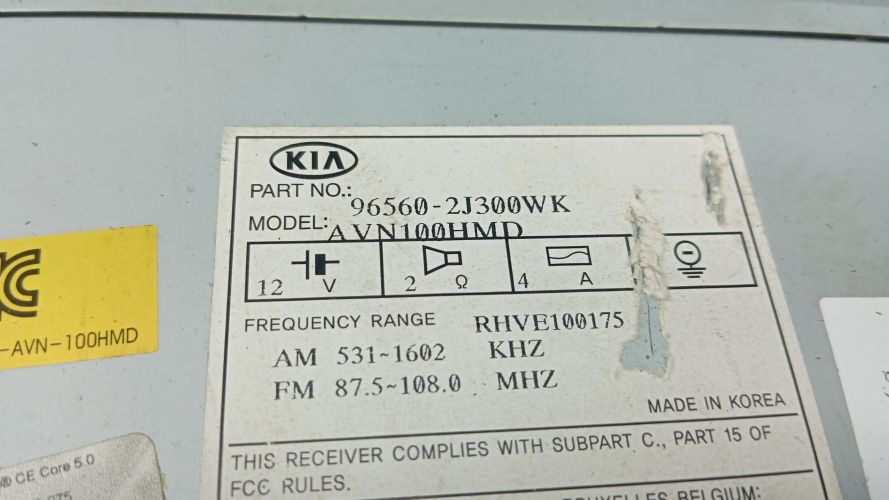 KIA
PART NO.: 96560-2J300WK
MODEL: AVN100HMD
12 V 2 Ω 4 A
FREQUENCY RANGE RHVE100175
AM 531~1602 KHZ
FM 87.5~108.0 MHZ
MADE IN KOREA
THIS RECEIVER COMPLIES WITH SUBPART C., PART 15 OF
FCC RULES.
BRUXELLES BELGIUM:
-AVN-100HMD
® CE Core 5.0